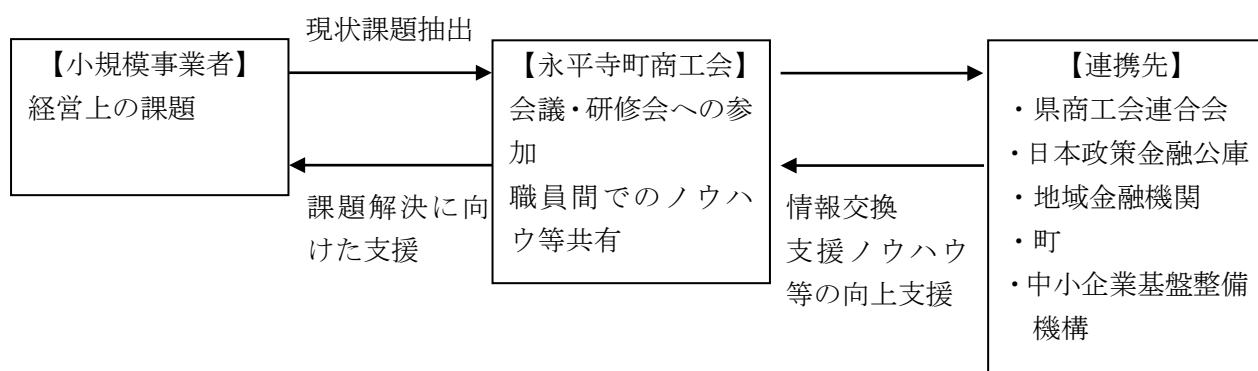 現状課題抽出
【小規模事業者】
経営上の課題
課題解決に向
けた支援
【永平寺町商工会】
会議・研修会への参
加
職員間でのノウハ
ウ等共有
情報交換
支援ノウハウ
等の向上支援
【連携先】
・県商工会連合会
・日本政策金融公庫
・地域金融機関
・町
・中小企業基盤整備
機構